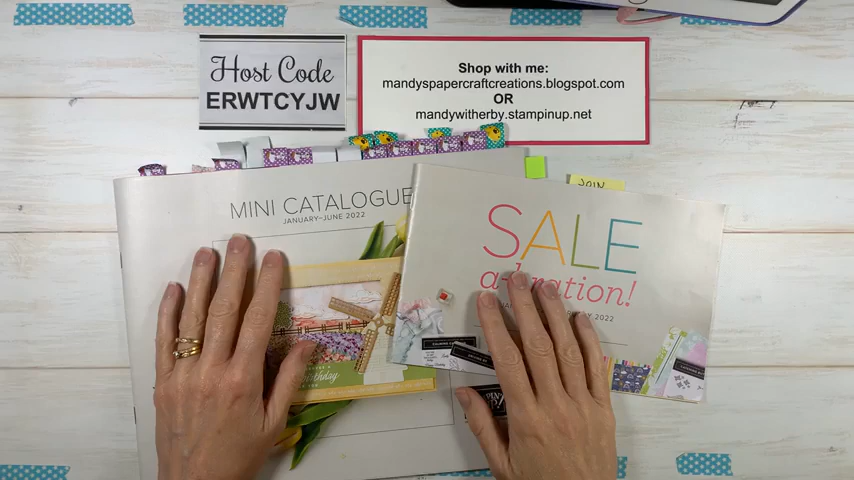 Host Code
ERWTCYJW
Shop with me:
mandyspapercraftcreations.blogspot.com
OR
mandywitherby.stampinup.net
JOIN
MINI CATALOGUE
JANUARY–JUNE 2022
SALE
2022